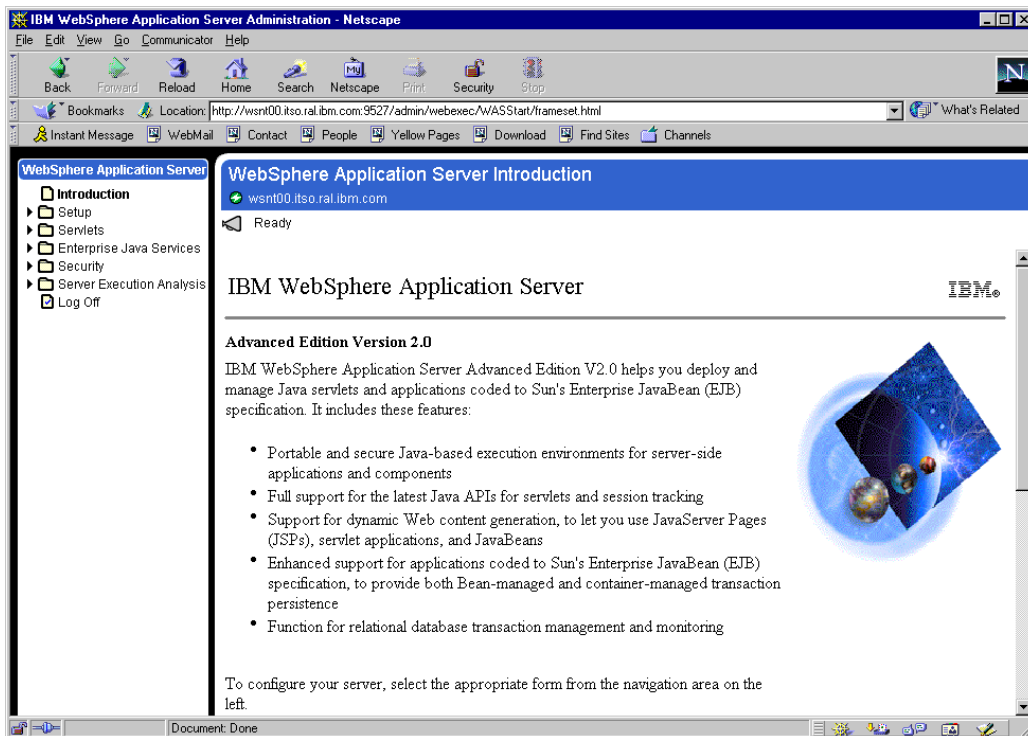 IBM WebSphere Application Server Administration - Netscape
File Edit View Go Communicator Help
Back Forward Reload Home Search Netscape Print Security Stop
My
N
Bookmarks Location: http://wsnt00.itso.ral.ibm.com:9527/admin/webexec/WASStart/frameset.html What's Related
Instant Message WebMail Contact People Yellow Pages Download Find Sites Channels
WebSphere Application Server
Introduction
Setup
Servlets
Enterprise Java Services
Security
Server Execution Analysis
Log Off
WebSphere Application Server Introduction
wsnt00.itso.ral.ibm.com
Ready
IBM WebSphere Application Server
IBM®
Advanced Edition Version 2.0
IBM WebSphere Application Server Advanced Edition V2.0 helps you deploy and
manage Java servlets and applications coded to Sun's Enterprise JavaBean (EJB)
specification. It includes these features:
• Portable and secure Java-based execution environments for server-side
applications and components
• Full support for the latest Java APIs for servlets and session tracking
• Support for dynamic Web content generation, to let you use JavaServer Pages
(JSPs), servlet applications, and JavaBeans
• Enhanced support for applications coded to Sun's Enterprise JavaBean (EJB)
specification, to provide both Bean-managed and container-managed transaction
persistence
• Function for relational database transaction management and monitoring
To configure your server, select the appropriate form from the navigation area on the
left.
Document: Done